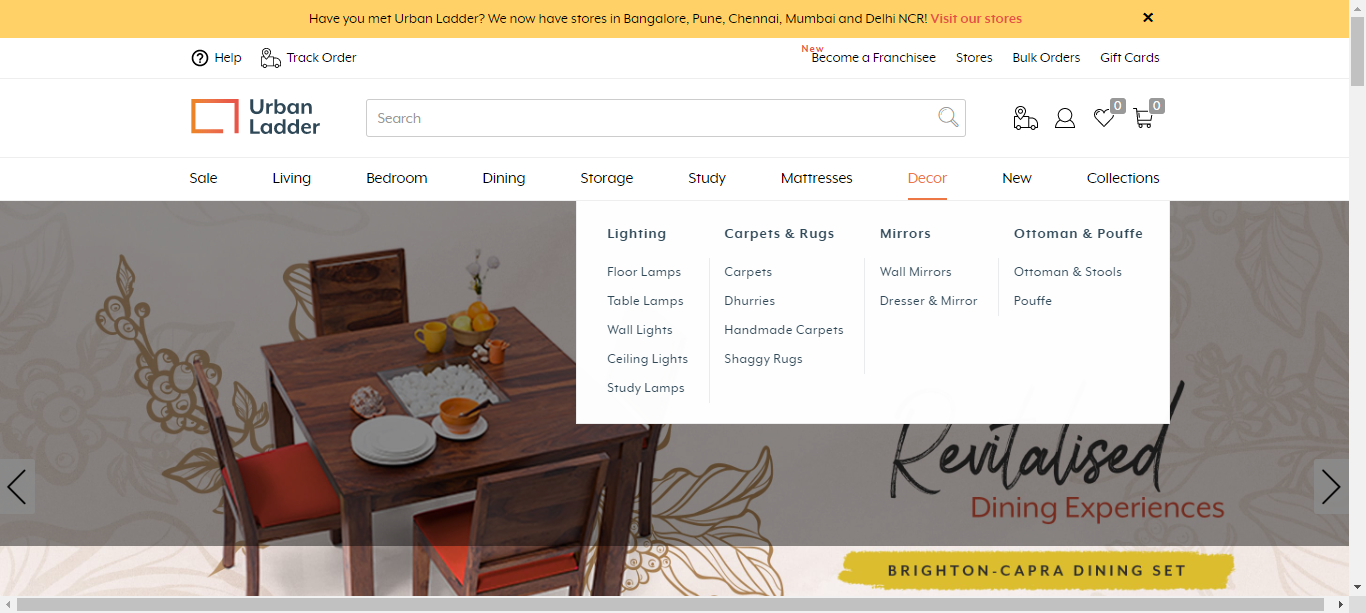 Have you met Urban Ladder? We now have stores in Bangalore, Pune, Chennai, Mumbai and Delhi NCR! Visit our stores
Help
Track Order
New
Become a Franchisee
Stores
Bulk Orders
Gift Cards
Urban
Ladder
Search
0
0
Sale
Living
Bedroom
Dining
Storage
Study
Mattresses
Decor
New
Collections
Lighting
Floor Lamps
Table Lamps
Wall Lights
Ceiling Lights
Study Lamps
Carpets & Rugs
Carpets
Dhurries
Handmade Carpets
Shaggy Rugs
Mirrors
Wall Mirrors
Dresser & Mirror
Ottoman & Pouffe
Ottoman & Stools
Pouffe
Revitalised
Dining Experiences
BRIGHTON-CAPRA DINING SET